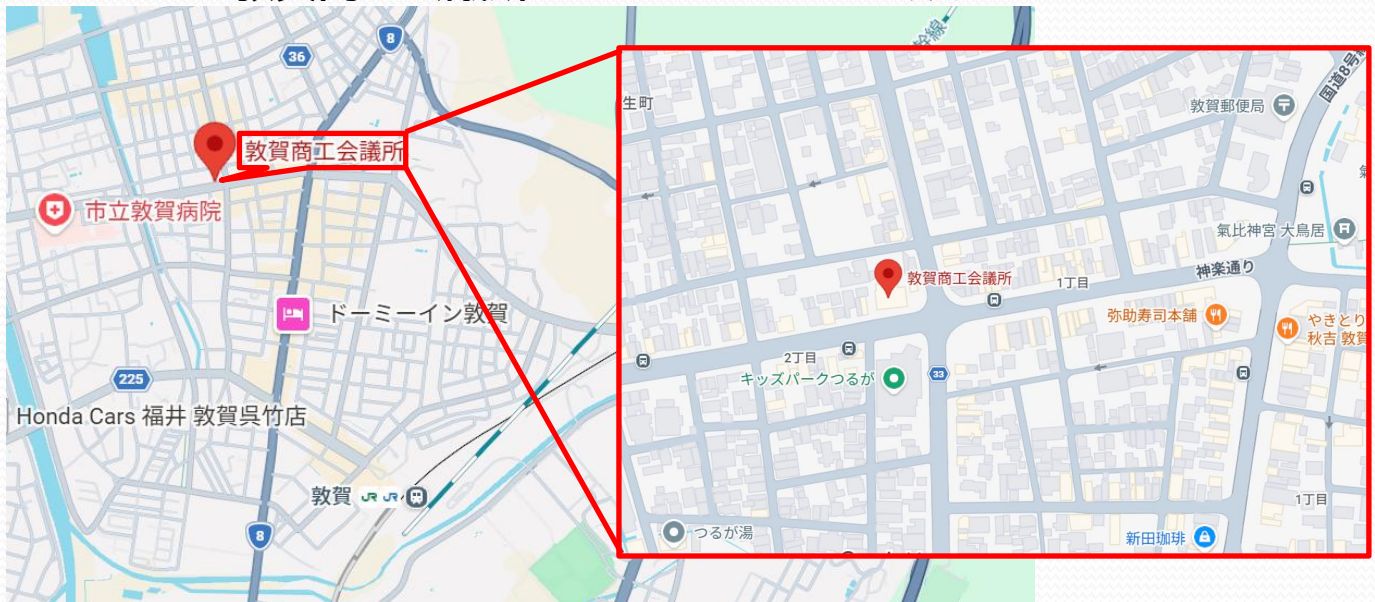 36
8
敦賀商工会議所
市立敦賀病院
ドーミーイン敦賀
225
Honda Cars 福井 敦賀呉竹店
敦賀 JR JR
8
幹線
生町
敦賀郵便局
国道8号
氣比神宮 大鳥居
敦賀商工会議所
1丁目
神楽通り
弥助寿司本舗
やきとり
秋吉 敦賀
2丁目
33
キッズパークつるが
1丁目
つるが湯
新田珈琲